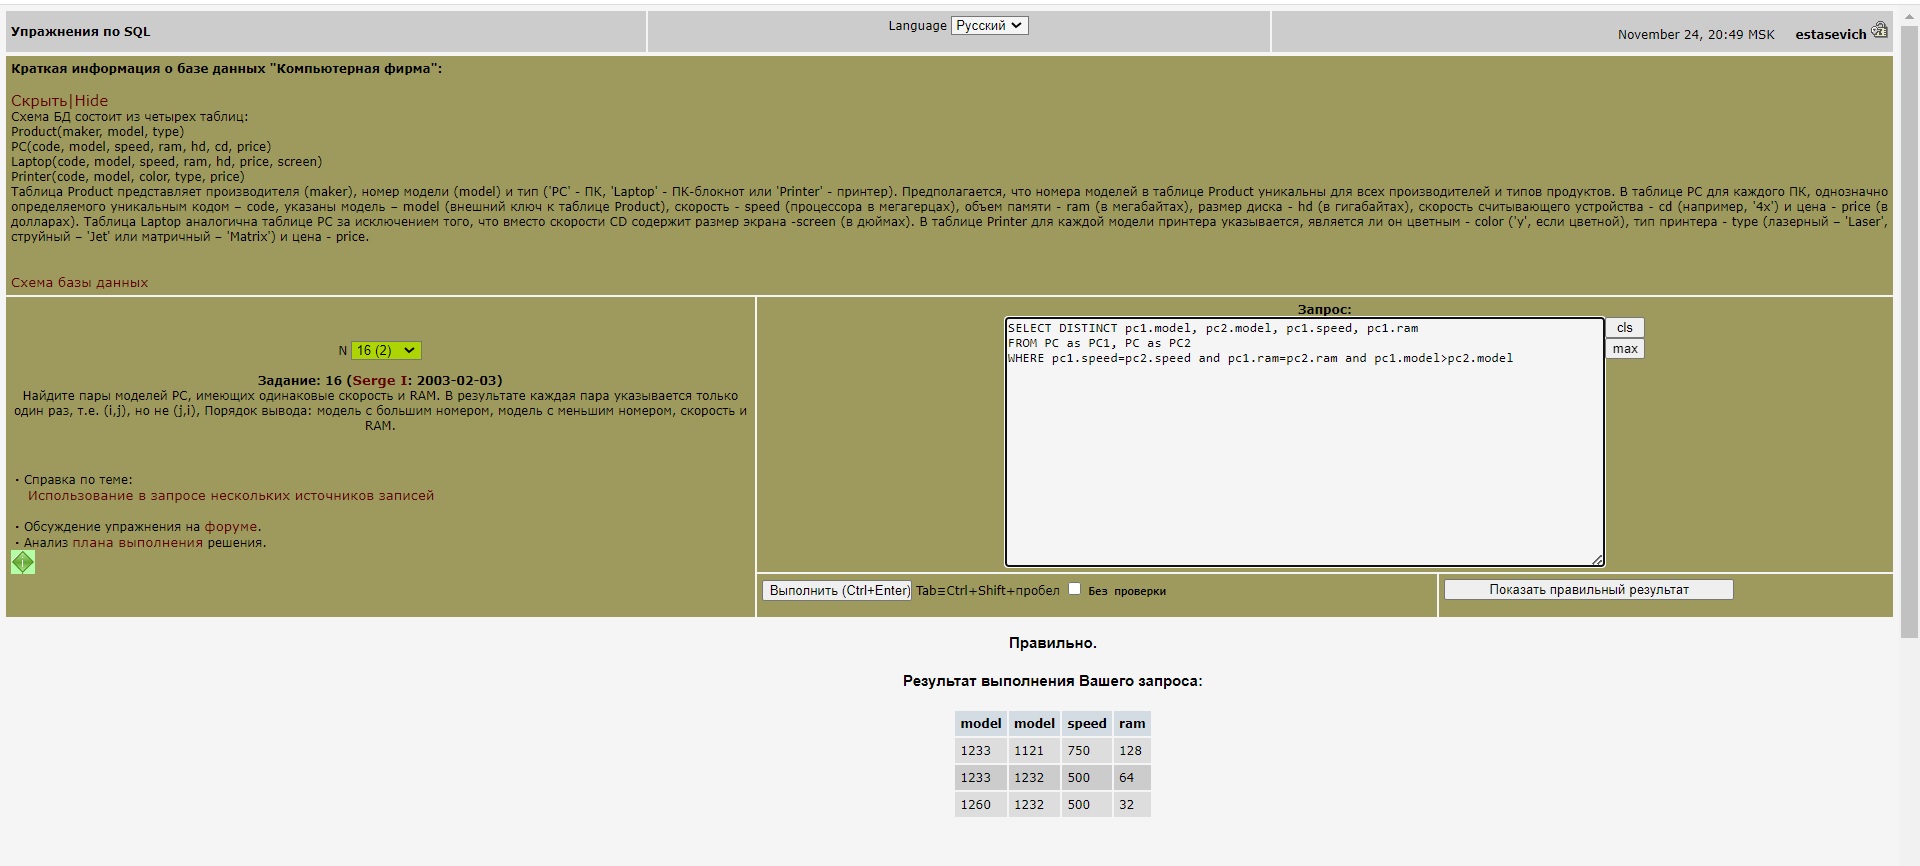 Упражнения по SQL
Language Русский
November 24, 20:49 MSK estasevich
Краткая информация о базе данных "Компьютерная фирма":
Скрыть|Hide
Схема БД состоит из четырех таблиц:
Product(maker, model, type)
PC(code, model, speed, ram, hd, cd, price)
Laptop(code, model, speed, ram, hd, price, screen)
Printer(code, model, color, type, price)
Таблица Product представляет производителя (maker), номер модели (model) и тип ('PC' - ПК, 'Laptop' - ПК-блокнот или 'Printer' - принтер). Предполагается, что номера моделей в таблице Product уникальны для всех производителей и типов продуктов. В таблице PC для каждого ПК, однозначно
определяемого уникальным кодом – code, указаны модель – model (внешний ключ к таблице Product), скорость - speed (процессора в мегагерцах), объем памяти - ram (в мегабайтах), размер диска - hd (в гигабайтах), скорость считывающего устройства - cd (например, '4x') и цена - price (в
долларах). Таблица Laptop аналогична таблице РС за исключением того, что вместо скорости CD содержит размер экрана -screen (в дюймах). В таблице Printer для каждой модели принтера указывается, является ли он цветным - color ('y', если цветной), тип принтера - type (лазерный – 'Laser',
струйный – 'Jet' или матричный – 'Matrix') и цена - price.
Схема базы данных
N 16 (2)
Задание: 16 (Serge I: 2003-02-03)
Найдите пары моделей PC, имеющих одинаковые скорость и RAM. В результате каждая пара указывается только
один раз, т.е. (i,j), но не (j,i), Порядок вывода: модель с большим номером, модель с меньшим номером, скорость и
RAM.
· Справка по теме:
Использование в запросе нескольких источников записей
· Обсуждение упражнения на форуме.
· Анализ плана выполнения решения.
Запрос:
SELECT DISTINCT pc1.model, pc2.model, pc1.speed, pc1.ram
FROM PC as PC1, PC as PC2
WHERE pc1.speed=pc2.speed and pc1.ram=pc2.ram and pc1.model>pc2.model
cls
max
Выполнить (Ctrl+Enter) Tab≡Ctrl+Shift+пробел Без проверки
Показать правильный результат
Правильно.
Результат выполнения Вашего запроса:
model model speed ram
1233 1121 750 128
1233 1232 500 64
1260 1232 500 32